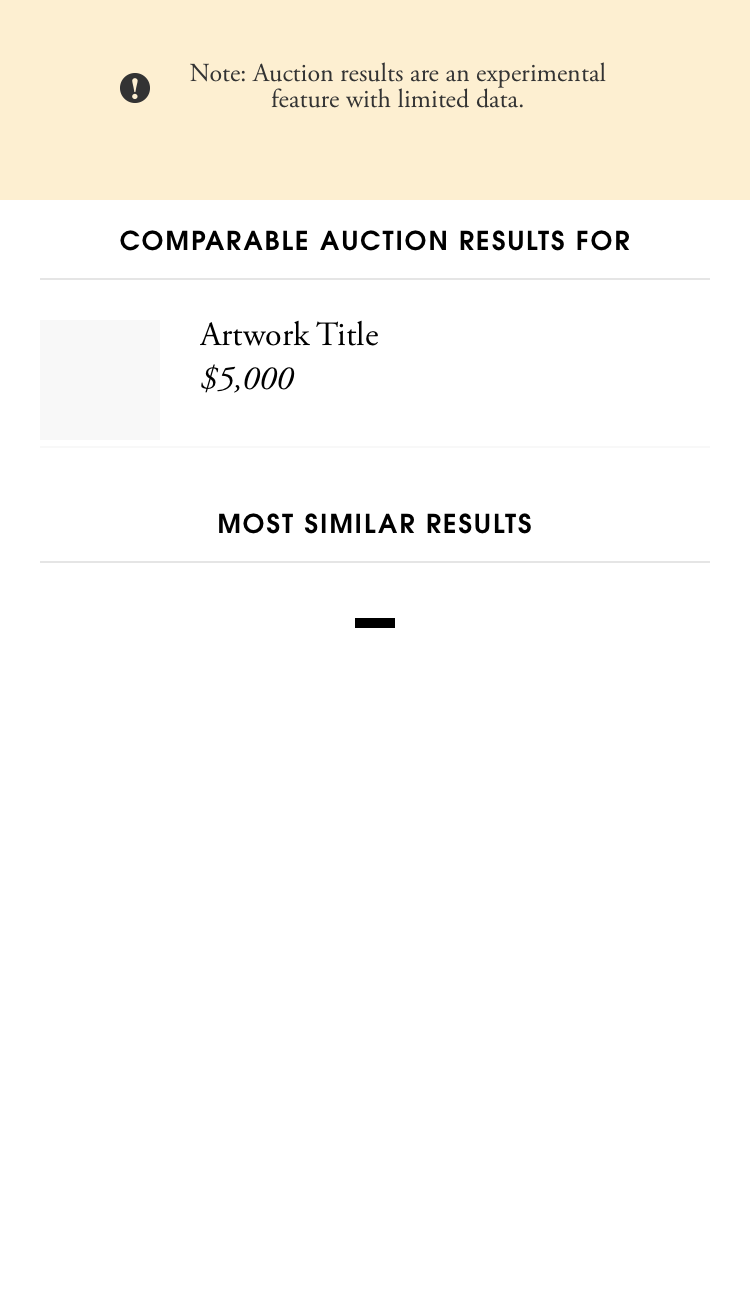 Note: Auction results are an experimental
feature with limited data.
COMPARABLE AUCTION RESULTS FOR
Artwork Title
$5,000
MOST SIMILAR RESULTS